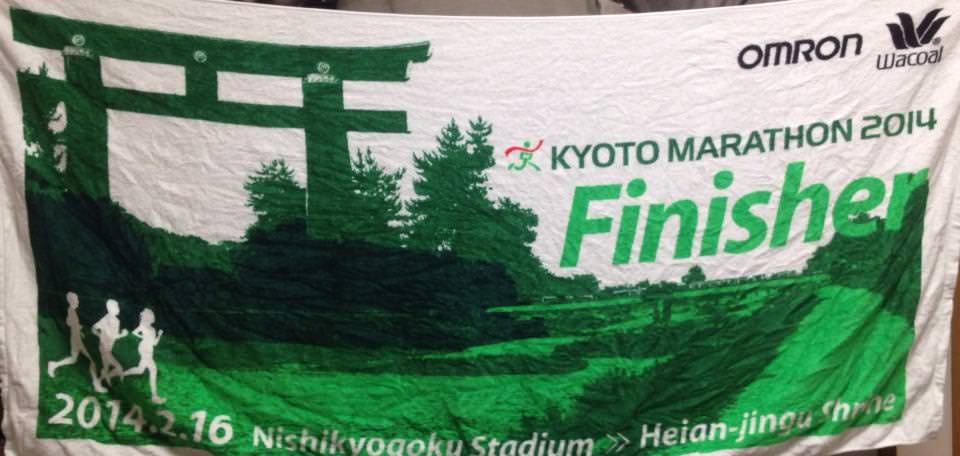 OMRON
Wacoal
KYOTO MARATHON 2014
Finisher
2014.2.16
Nishikyogoku Stadium >> Heian-jingu Shrine